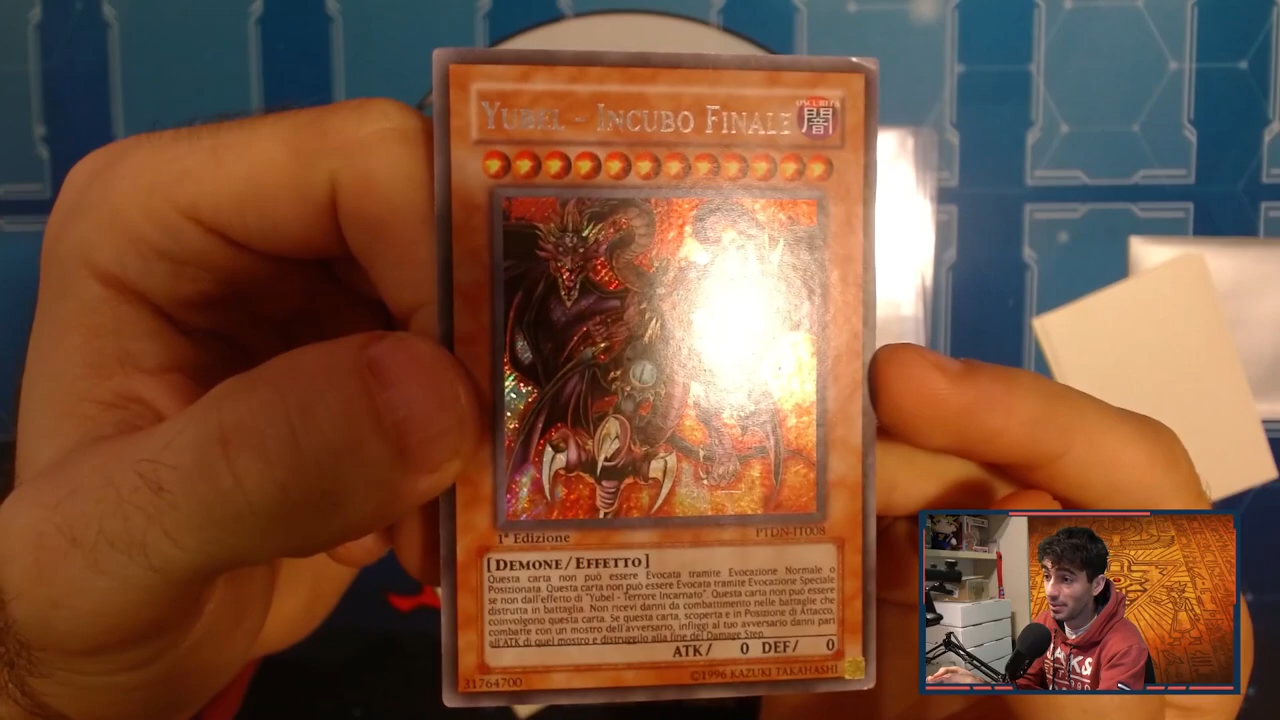 YUBEL - INCUBO FINALE
OSCURITÀ
闇
1ª Edizione
PTDN-IT008
[DEMONE/EFFETTO]
Questa carta non può essere Evocata tramite Evocazione Normale o
Posizionata. Questa carta non può essere Evocata tramite Evocazione Speciale
se non dall'effetto di "Yubel - Terrore Incarnato". Questa carta non può essere
distrutta in battaglia. Non ricevi danni da combattimento nelle battaglie che
coinvolgono questa carta. Se questa carta, scoperta e in Posizione di Attacco,
combatte con un mostro dell'avversario, infliggi al tuo avversario danni pari
all'ATK di quel mostro e distruggilo alla fine del Damage Step.
ATK/ 0 DEF/ 0
31764700
©1996 KAZUKI TAKAHASHI